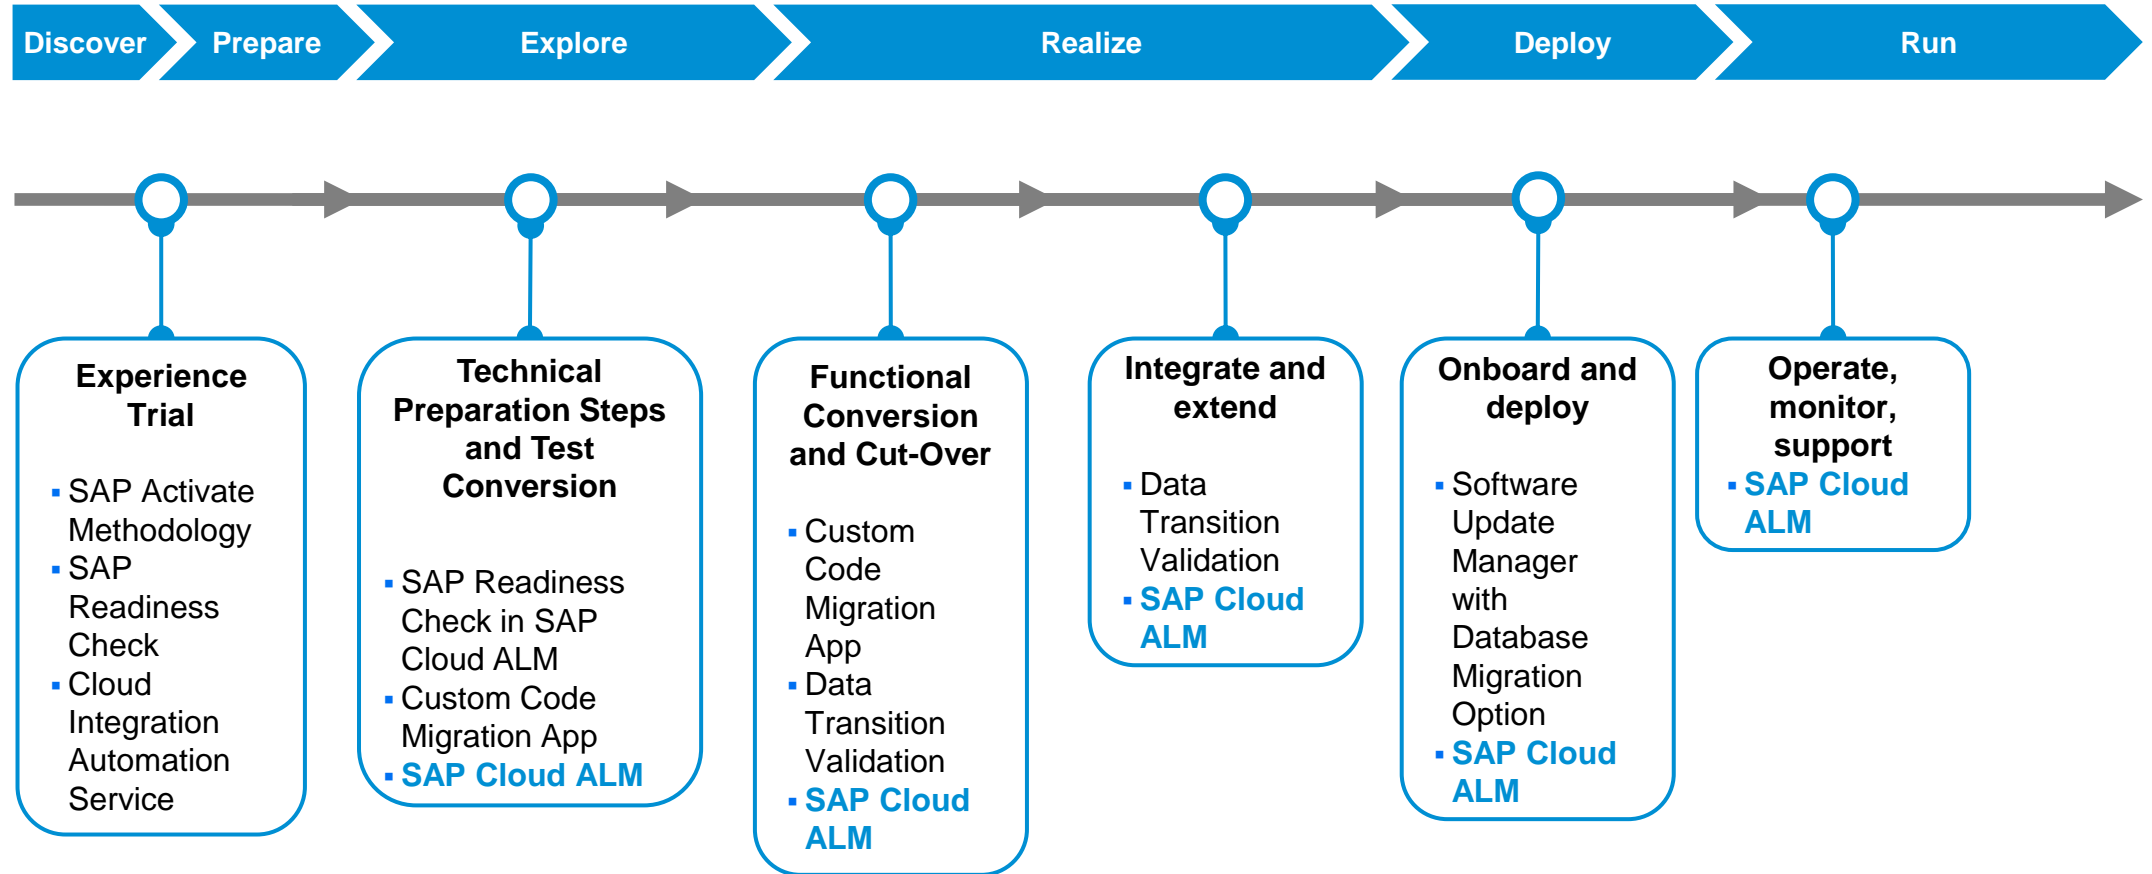 Discover
Prepare
Explore
Realize
Deploy
Run
Experience
Trial
▪ SAP Activate
Methodology
▪ SAP
Readiness
Check
▪ Cloud
Integration
Automation
Service
Technical
Preparation Steps
and Test
Conversion
▪ SAP Readiness
Check in SAP
Cloud ALM
▪ Custom Code
Migration App
▪ SAP Cloud ALM
Functional
Conversion
and Cut-Over
▪ Custom
Code
Migration
App
▪ Data
Transition
Validation
▪ SAP Cloud
ALM
Integrate and
extend
▪ Data
Transition
Validation
▪ SAP Cloud
ALM
Onboard and
deploy
▪ Software
Update
Manager
with
Database
Migration
Option
▪ SAP Cloud
ALM
Operate,
monitor,
support
▪ SAP Cloud
ALM